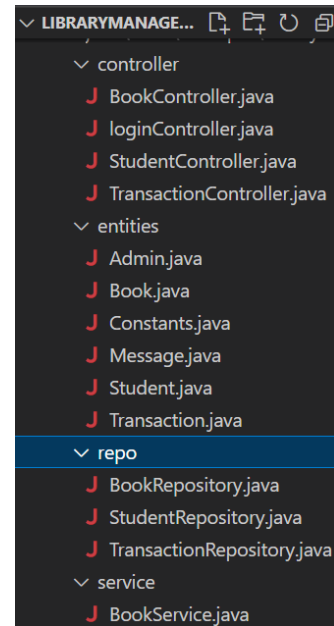 LIBRARYMANAGE...
controller
J BookController.java
J loginController.java
J StudentController.java
J TransactionController.java
entities
J Admin.java
J Book.java
J Constants.java
J Message.java
J Student.java
J Transaction.java
repo
J BookRepository.java
J StudentRepository.java
J TransactionRepository.java
service
J BookService.java